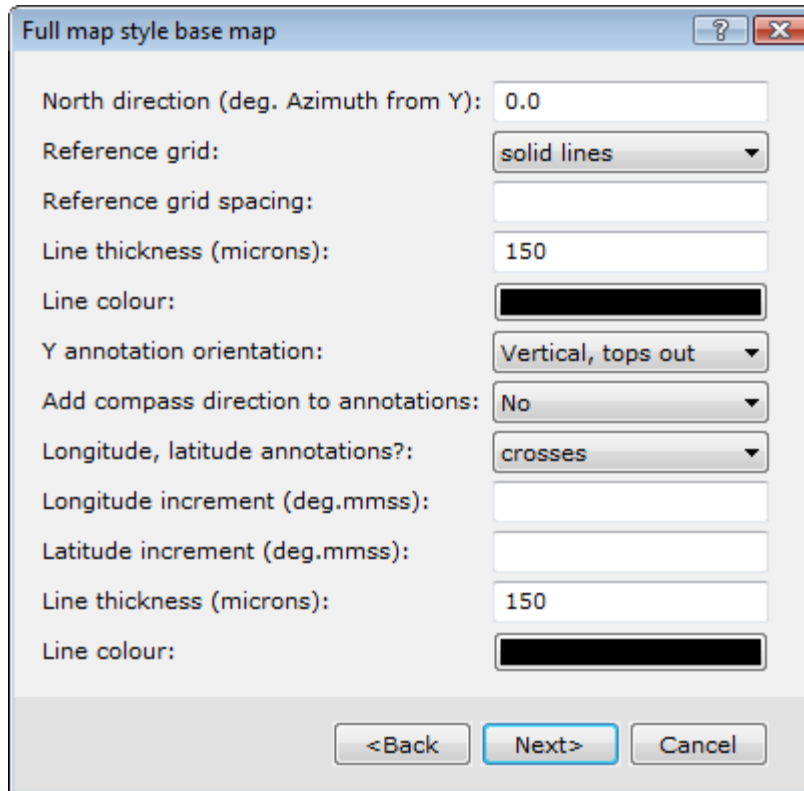 Full map style base map
North direction (deg. Azimuth from Y): 0.0
Reference grid: solid lines
Reference grid spacing:
Line thickness (microns): 150
Line colour:
Y annotation orientation: Vertical, tops out
Add compass direction to annotations: No
Longitude, latitude annotations?: crosses
Longitude increment (deg.mmss):
Latitude increment (deg.mmss):
Line thickness (microns): 150
Line colour:
<Back Next> Cancel